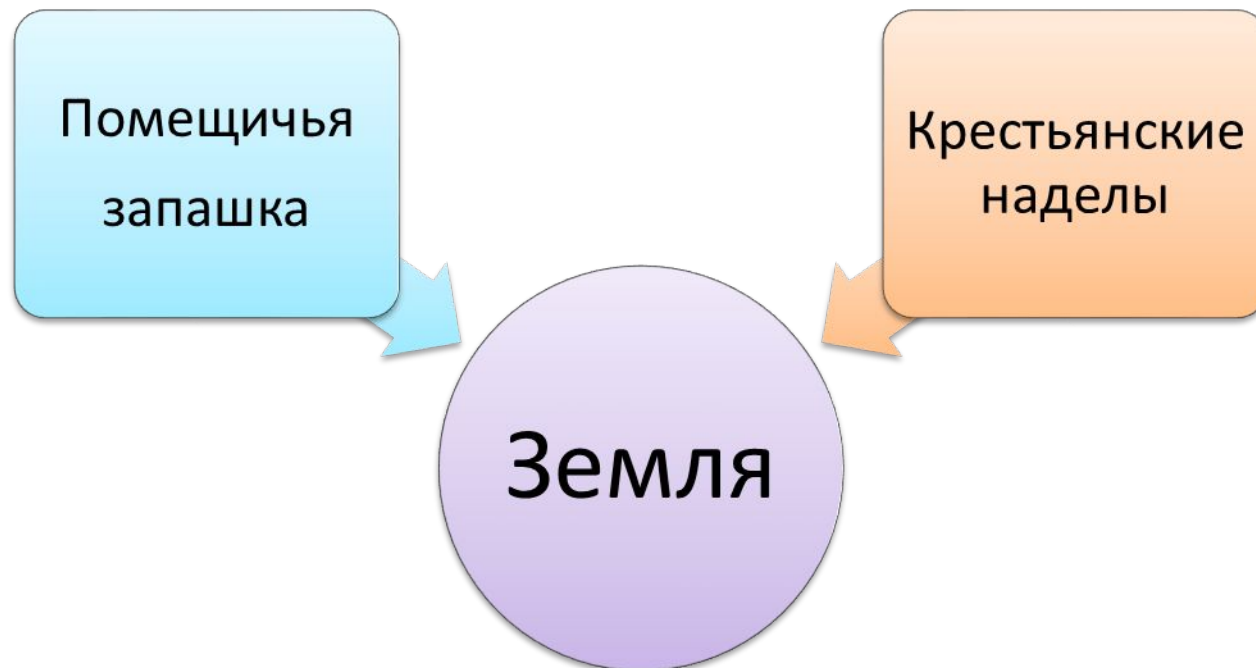 Помещичья
запашка
Крестьянские
наделы
Земля